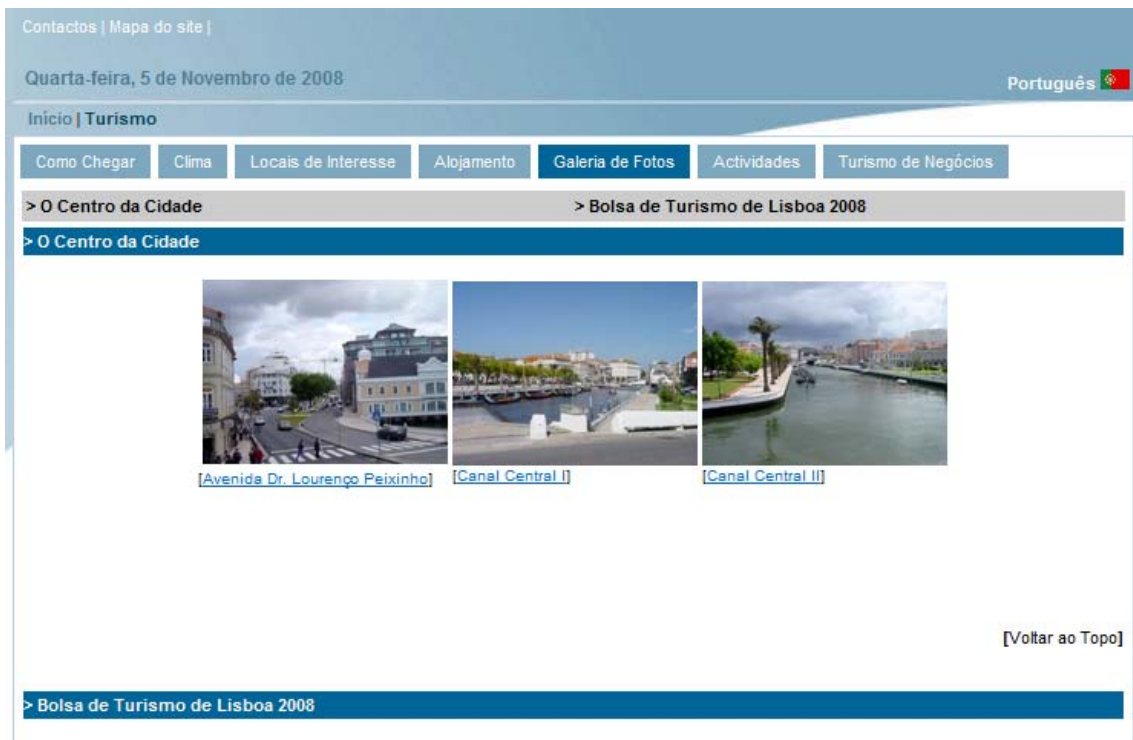 Contactos | Mapa do site |
Quarta-feira, 5 de Novembro de 2008
Português
Início | Turismo
Como Chegar Clima Locais de Interesse Alojamento Galeria de Fotos Actividades Turismo de Negócios
> O Centro da Cidade > Bolsa de Turismo de Lisboa 2008
> O Centro da Cidade
[Avenida Dr. Lourenço Peixinho] [Canal Central I] [Canal Central II]
[Voltar ao Topo]
> Bolsa de Turismo de Lisboa 2008